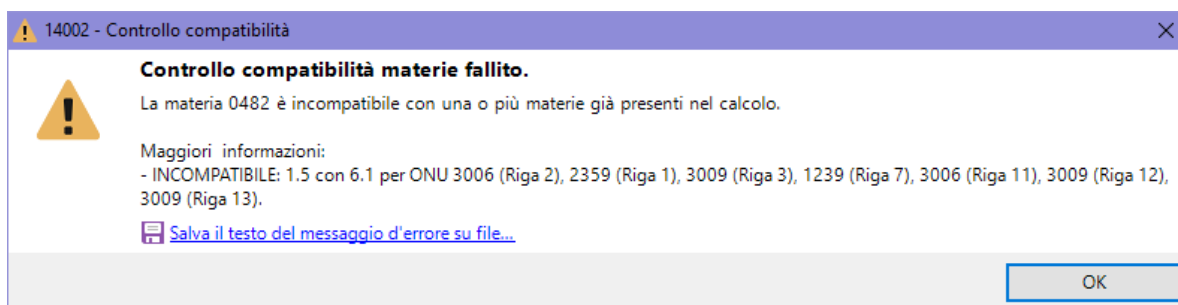 14002 - Controllo compatibilità
Controllo compatibilità materie fallito.
La materia 0482 è incompatibile con una o più materie già presenti nel calcolo.
Maggiori informazioni:
- INCOMPATIBILE: 1.5 con 6.1 per ONU 3006 (Riga 2), 2359 (Riga 1), 3009 (Riga 3), 1239 (Riga 7), 3006 (Riga 11), 3009 (Riga 12),
3009 (Riga 13).
Salva il testo del messaggio d'errore su file...
OK